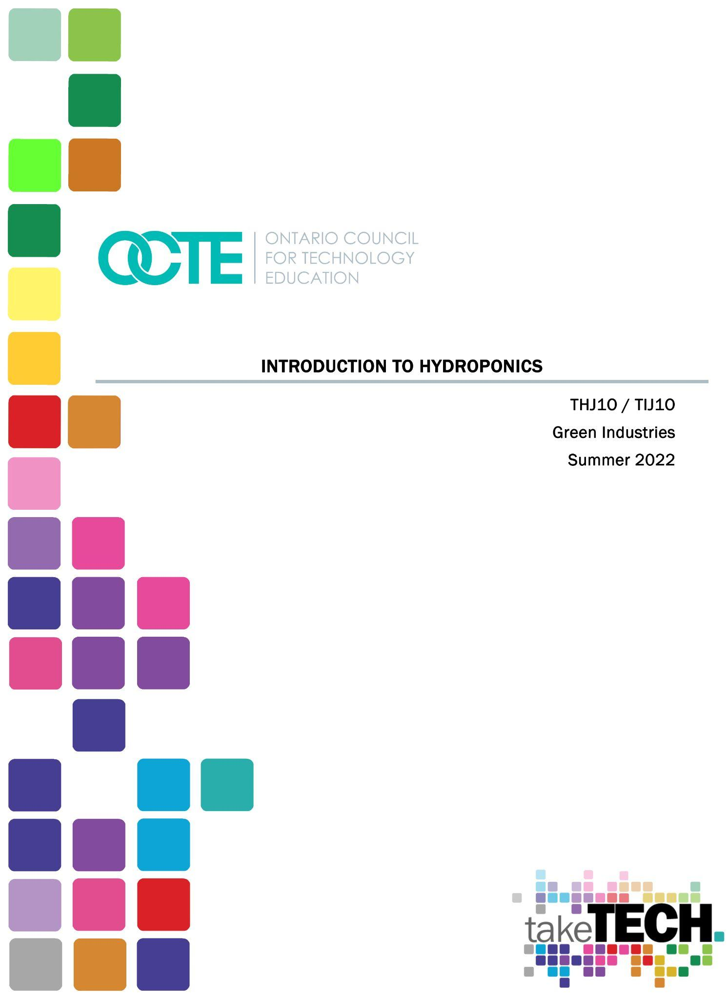 OCTE
ONTARIO COUNCIL
FOR TECHNOLOGY
EDUCATION
INTRODUCTION TO HYDROPONICS
THJ1O / TIJ1O
Green Industries
Summer 2022
takeTECH.